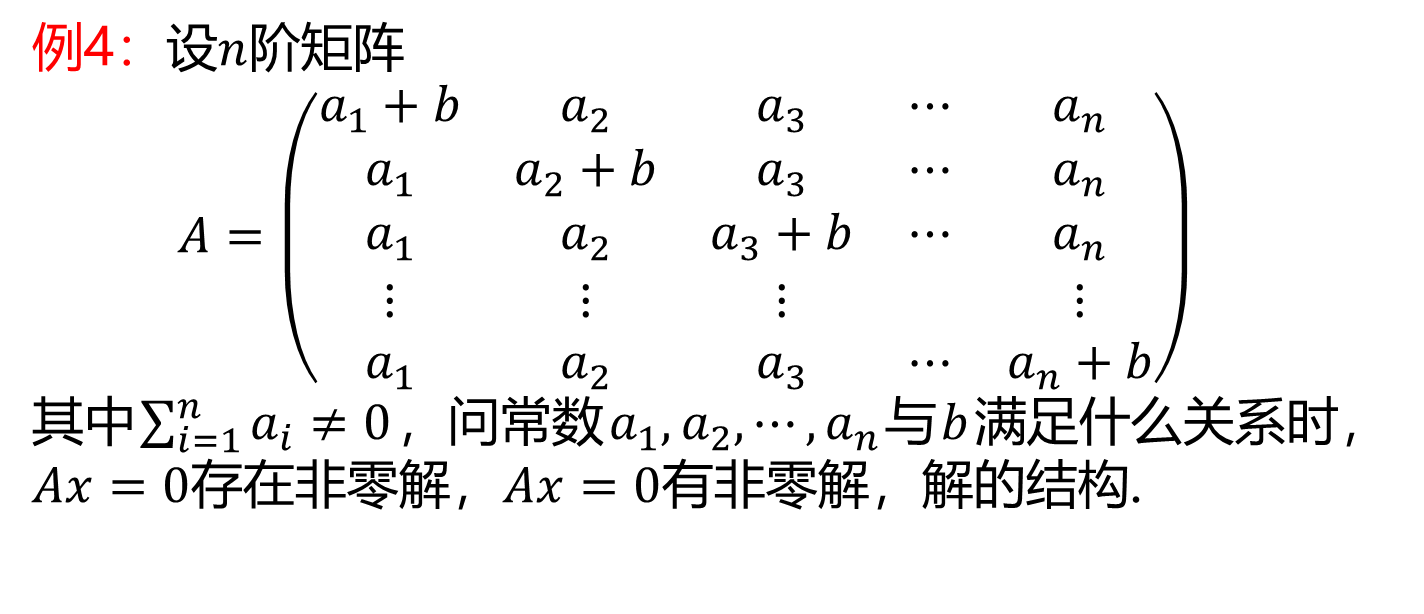 例4：设n阶矩阵
a₁ + b a₂ a₃ ⋯ aₙ
a₁ a₂ + b a₃ ⋯ aₙ
A = a₁ a₂ a₃ + b ⋯ aₙ
⋮ ⋮ ⋮ ⋮
a₁ a₂ a₃ ⋯ aₙ + b
其中∑ⁿᵢ₌₁ aᵢ ≠ 0，问常数a₁, a₂, ⋯ , aₙ与b满足什么关系时，
Ax = 0存在非零解，Ax = 0有非零解，解的结构.